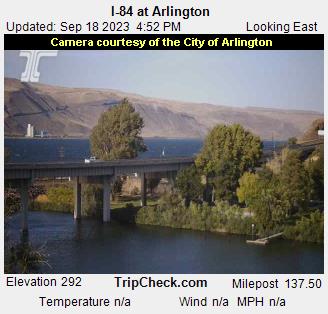 I-84 at Arlington
Updated: Sep 18 2023 4:52 PM Looking East
Camera courtesy of the City of Arlington
Elevation 292 TripCheck.com Milepost 137.50
Temperature n/a Wind n/a MPH n/a